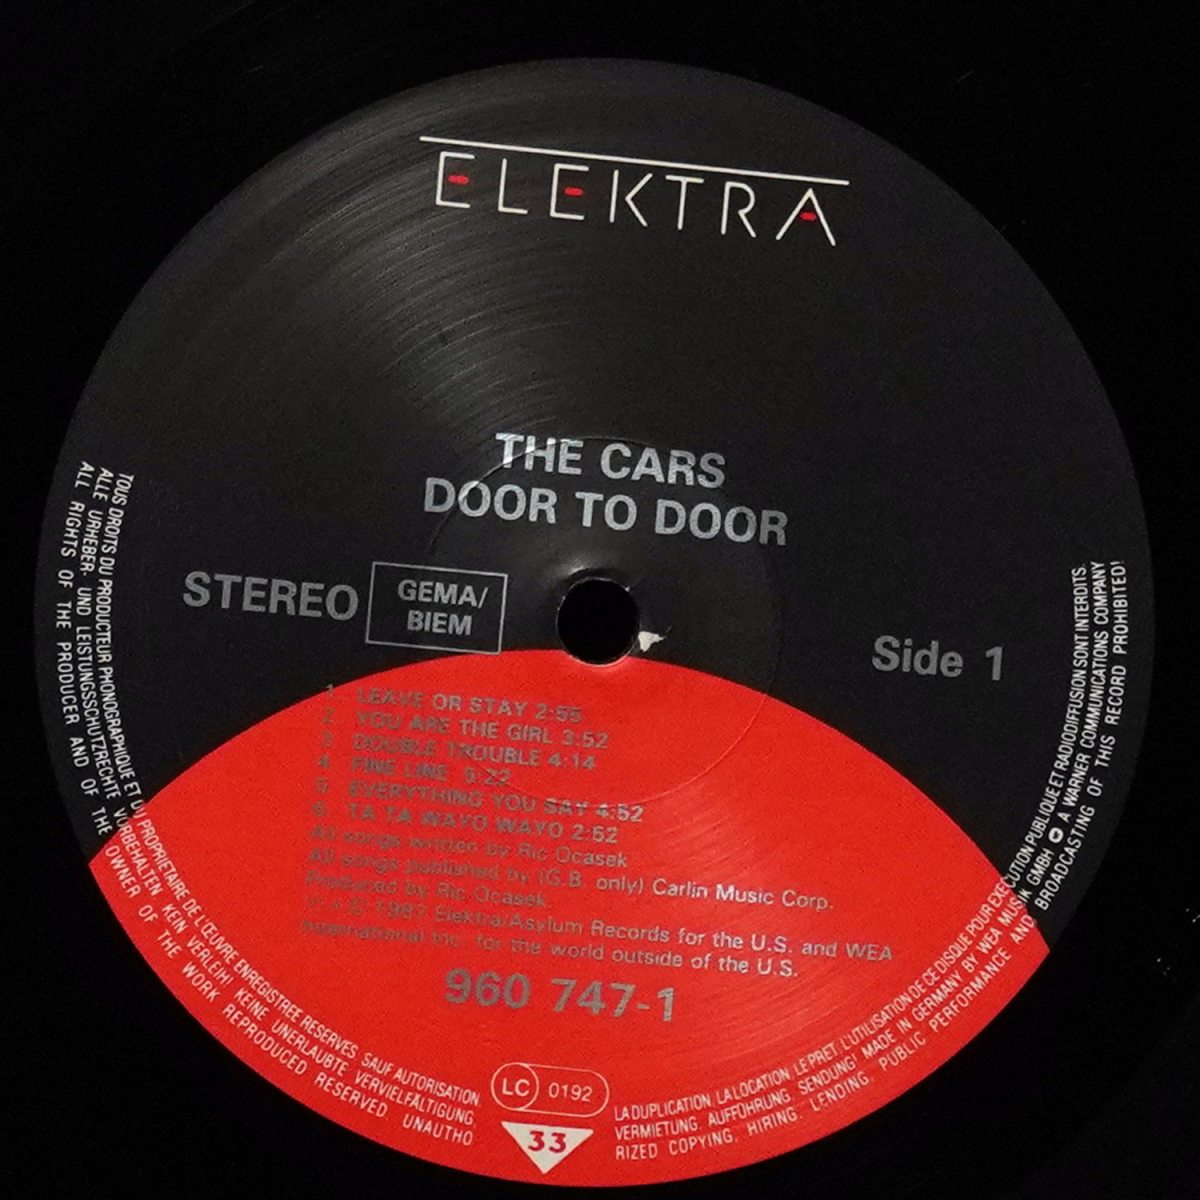 ELEKTRA
THE CARS
DOOR TO DOOR
STEREO
GEMA/
BIEM
Side 1
1. LEAVE OR STAY 2:55
2. YOU ARE THE GIRL 3:52
3. DOUBLE TROUBLE 4:14
4. FINE LINE 5:22
5. EVERYTHING YOU SAY 4:52
6. TA TA WAYO WAYO 2:52
All songs written by Ric Ocasek
All songs published by (G.B. only) Carlin Music Corp.
Produced by Ric Ocasek
© 1987 Elektra/Asylum Records for the U.S. and WEA
International Inc. for the world outside of the U.S.
960 747-1
LC 0192
33
TOUS DROITS DU PRODUCTEUR PHONOGRAPHIQUE ET DU PROPRIETAIRE DE L'ŒUVRE ENREGISTREE RESERVES SAUF AUTORISATION LA DUPLICATION LA LOCATION LE PRET L'UTILISATION DE CE DISQUE POUR EXECUTION PUBLIQUE ET RADIODIFFUSION SONT INTERDITS.
ALLE URHEBER- UND LEISTUNGSSCHUTZRECHTE VORBEHALTEN KEIN VERLEIH! KEINE UNERLAUBTE VERVIELFÄLTIGUNG, VERMIETUNG, AUFFÜHRUNG, SENDUNG! MADE IN GERMANY BY WEA MUSIK GMBH A WARNER COMMUNICATIONS COMPANY
ALL RIGHTS OF THE PRODUCER AND OF THE OWNER OF THE WORK REPRODUCED RESERVED UNAUTHORIZED COPYING, HIRING, LENDING, PUBLIC PERFORMANCE AND BROADCASTING OF THIS RECORD PROHIBITED!